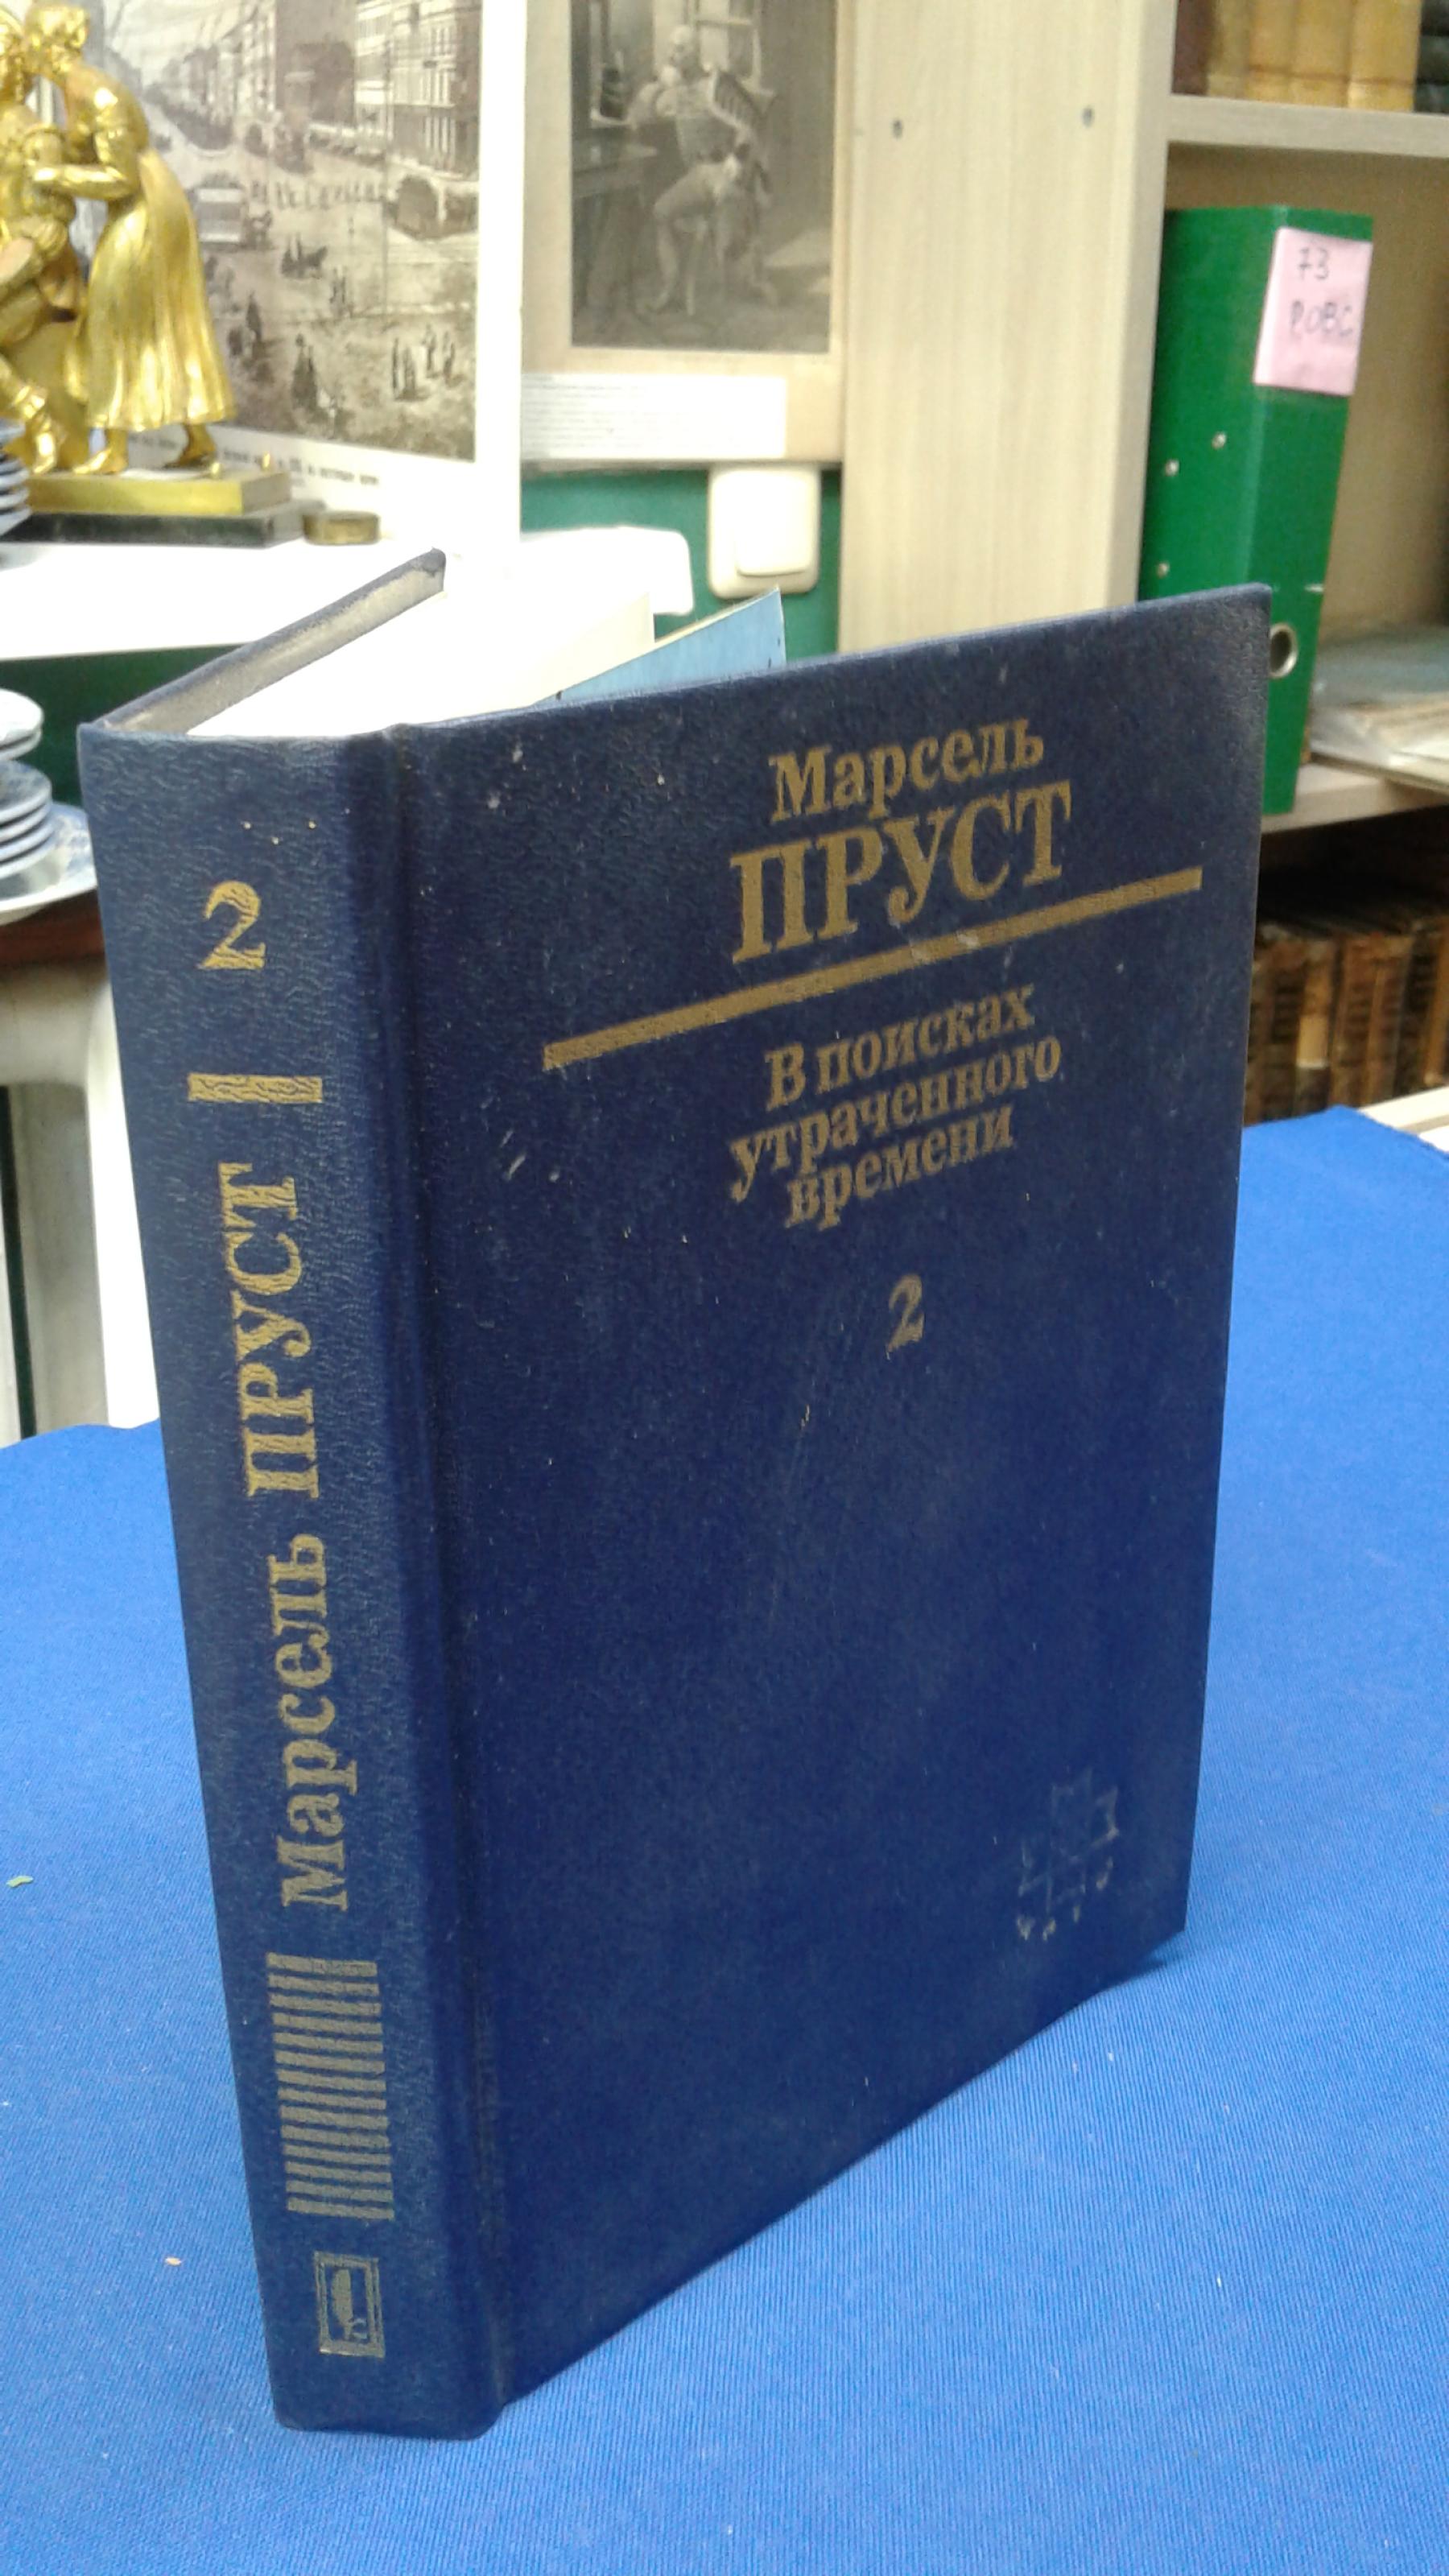 Марсель
ПРУСТ
В поисках
утраченного
времени
2
Марсель ПРУСТ
2
73
РОВС